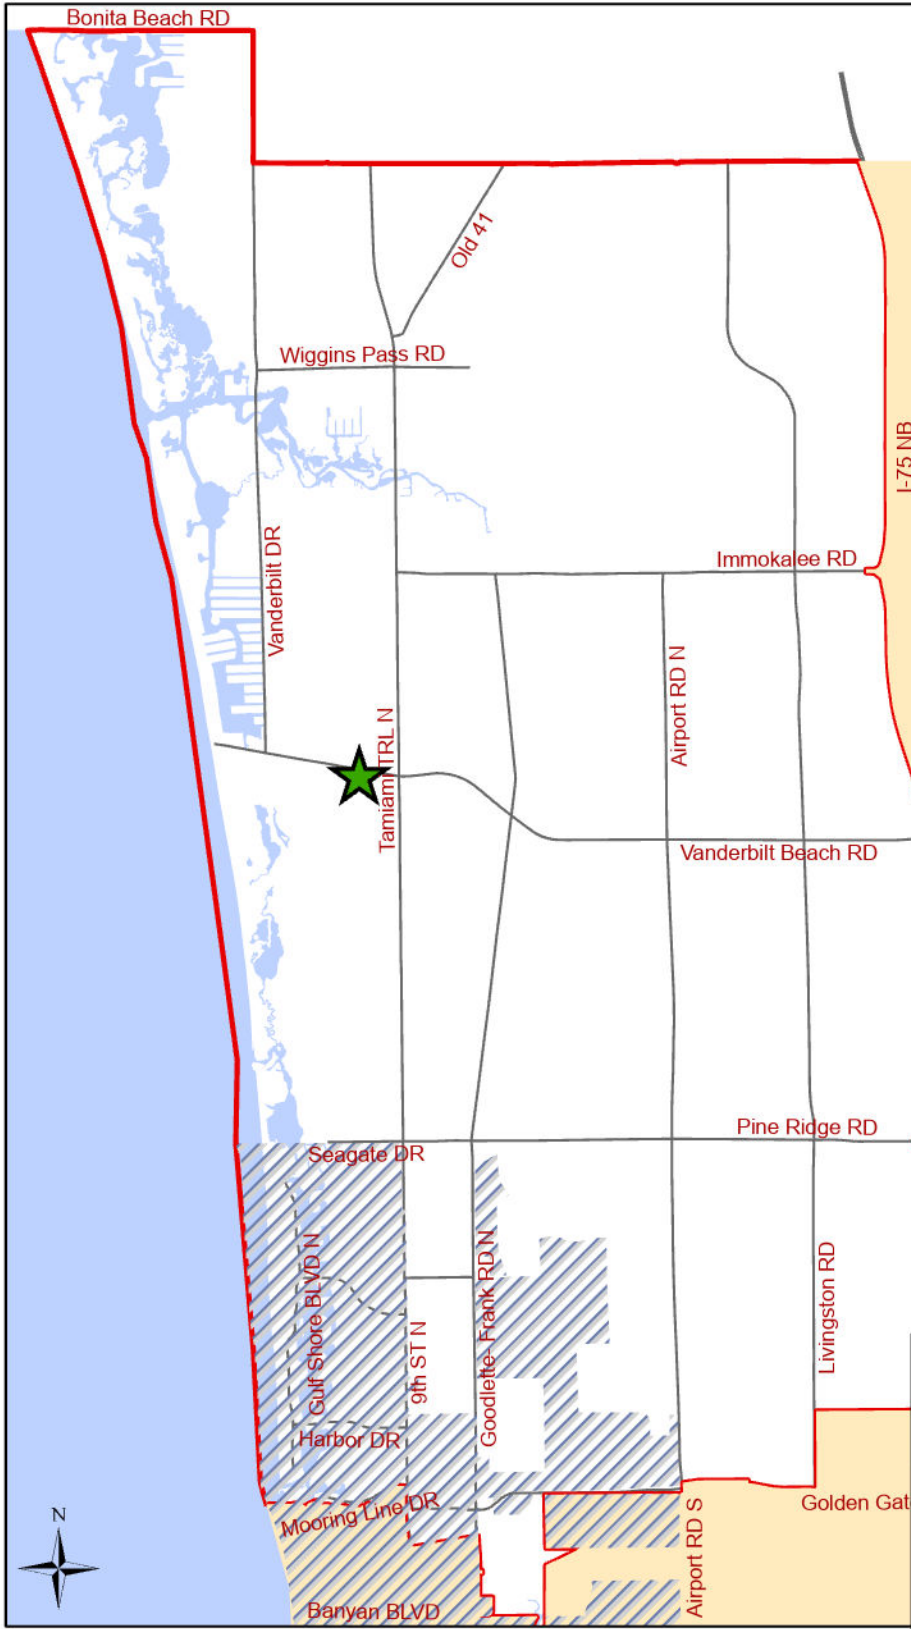 Bonita Beach RD
Old 41
Wiggins Pass RD
I-75 NB
Vanderbilt DR
Immokalee RD
Airport RD N
Tamiami TRL N
Vanderbilt Beach RD
Pine Ridge RD
Seagate DR
Gulf Shore BLVD N
9th ST N
Goodlette- Frank RD N
Livingston RD
Harbor DR
Mooring Line DR
Golden Gat
N
Airport RD S
Banyan BLVD